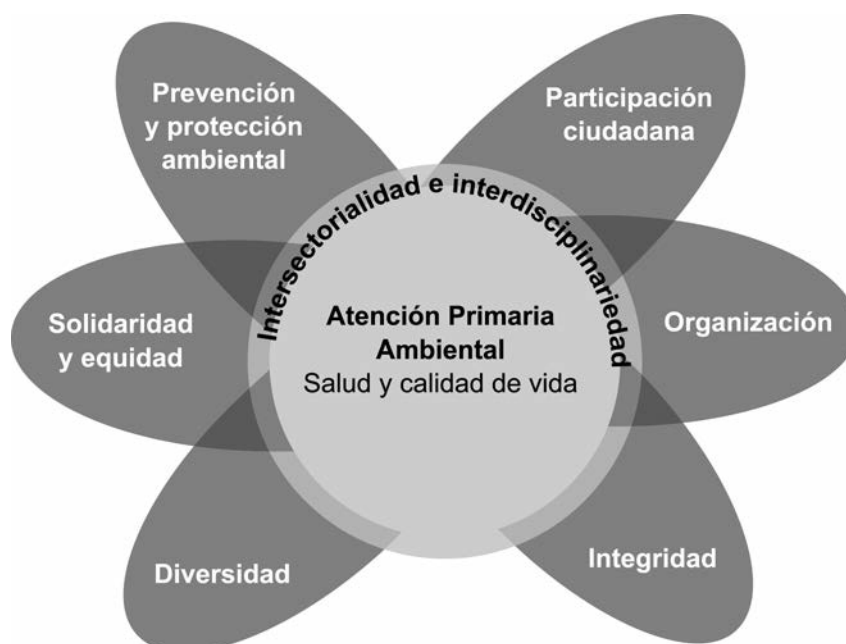 Prevención
y protección
ambiental
Participación
ciudadana
Intersectorialidad e interdisciplinariedad
Solidaridad
y equidad
Atención Primaria
Ambiental
Salud y calidad de vida
Organización
Diversidad
Integridad